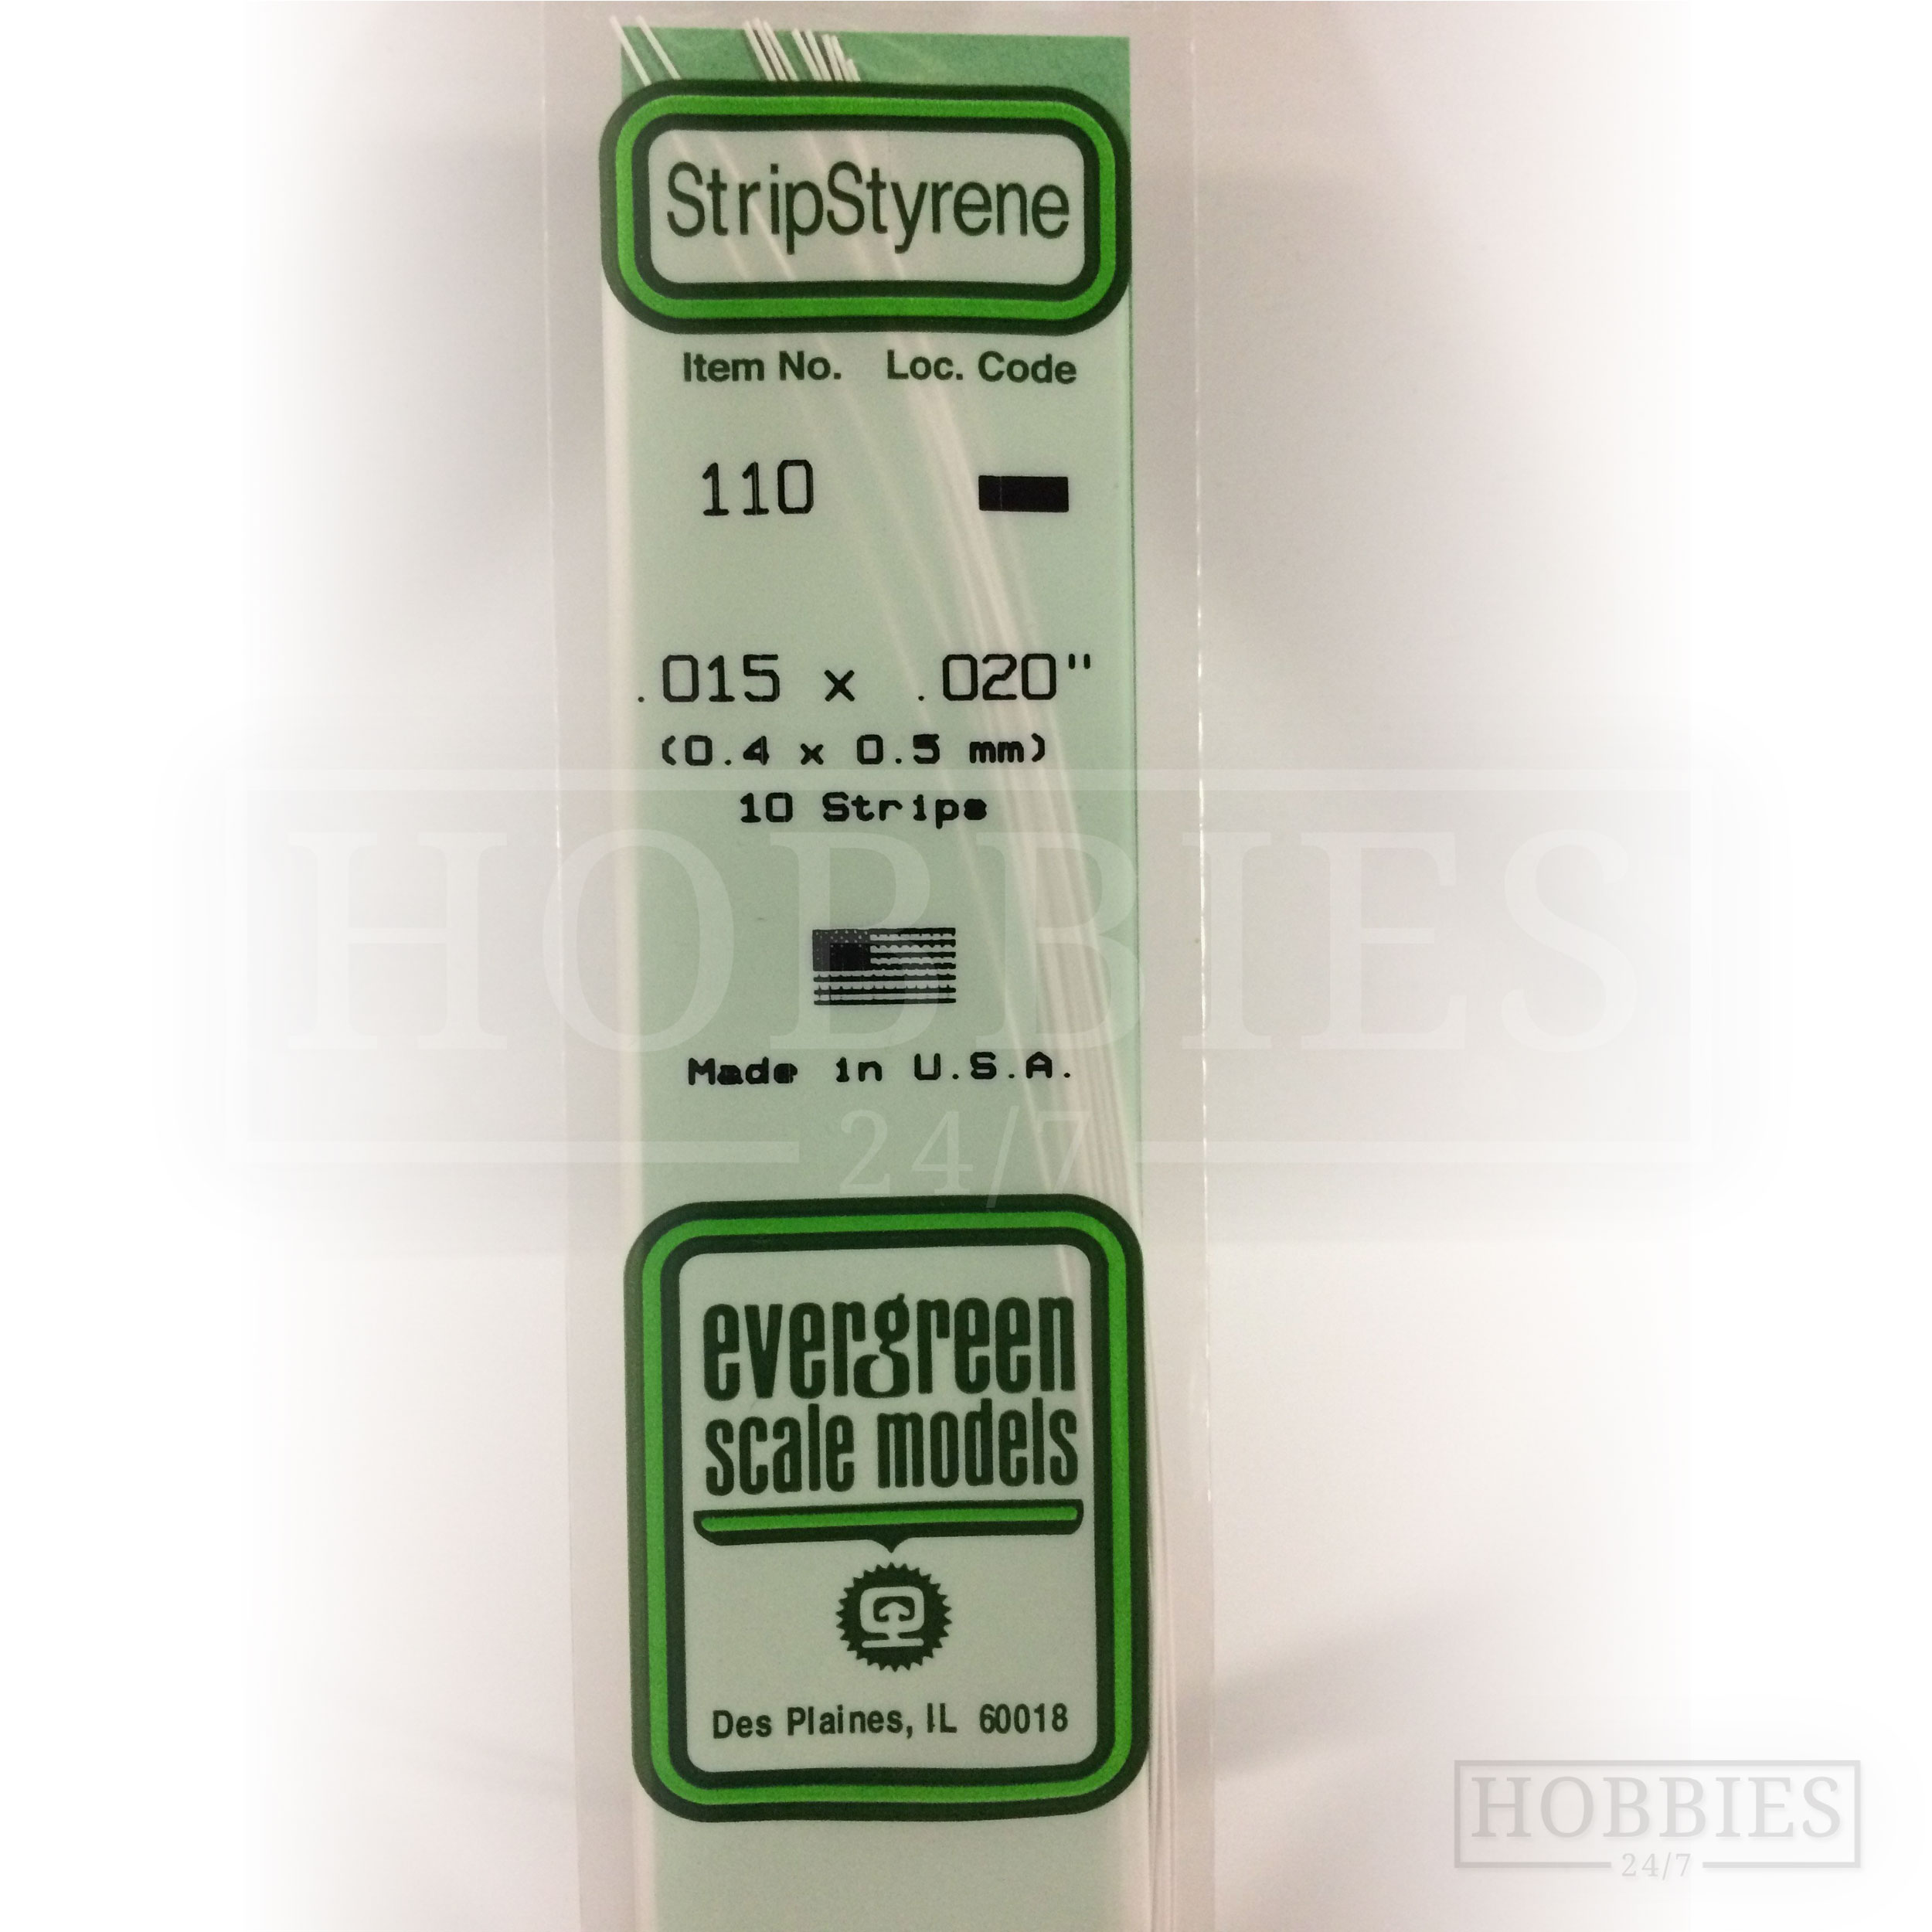 StripStyrene
Item No. Loc. Code
110
.015 x .020"
(0.4 x 0.5 mm)
10 Strips
Made in U.S.A.
HOBBIES
24/7
evergreen
scale models
Des Plaines, IL 60018
HOBBIES
24/7